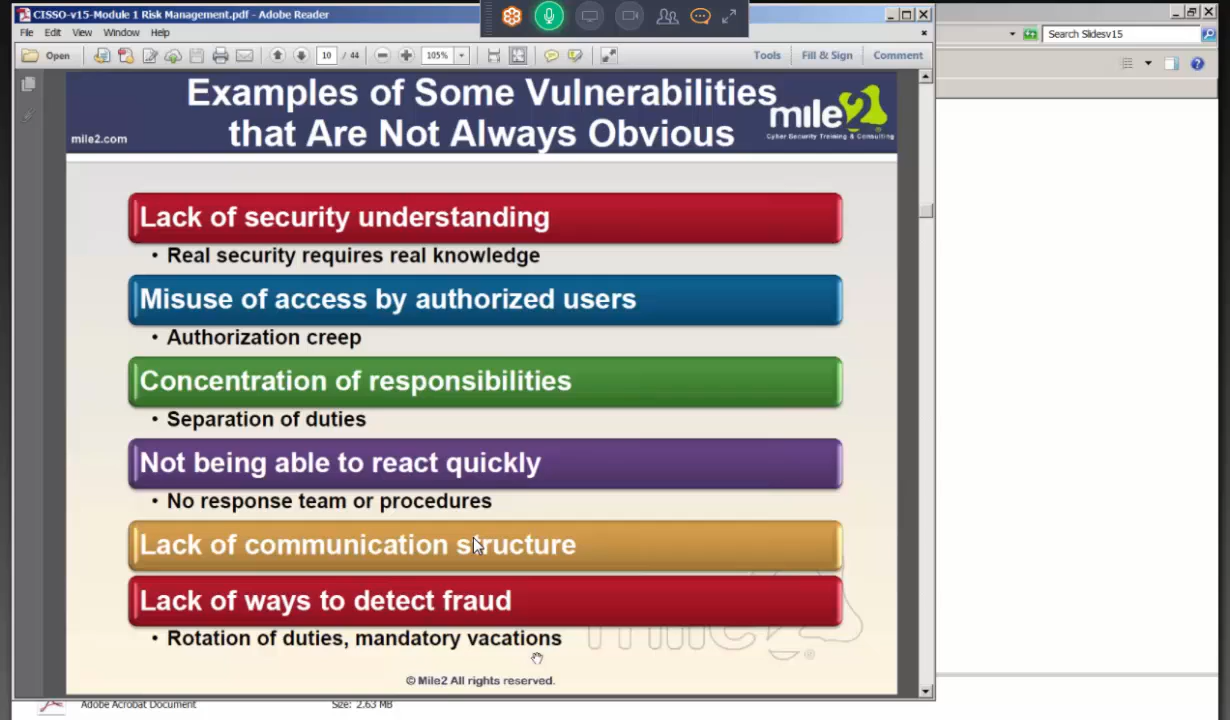 CISSO-v15-Module 1 Risk Management.pdf - Adobe Reader
File Edit View Window Help
Search Slidesv15
Open 10 / 44 105% Tools Fill & Sign Comment
Examples of Some Vulnerabilities
that Are Not Always Obvious
mile2.com
mile2
Cyber Security Training & Consulting
Lack of security understanding
• Real security requires real knowledge
Misuse of access by authorized users
• Authorization creep
Concentration of responsibilities
• Separation of duties
Not being able to react quickly
• No response team or procedures
Lack of communication structure
Lack of ways to detect fraud
• Rotation of duties, mandatory vacations
mile2
© Mile2 All rights reserved.
Adobe Acrobat Document Size: 2.63 MB